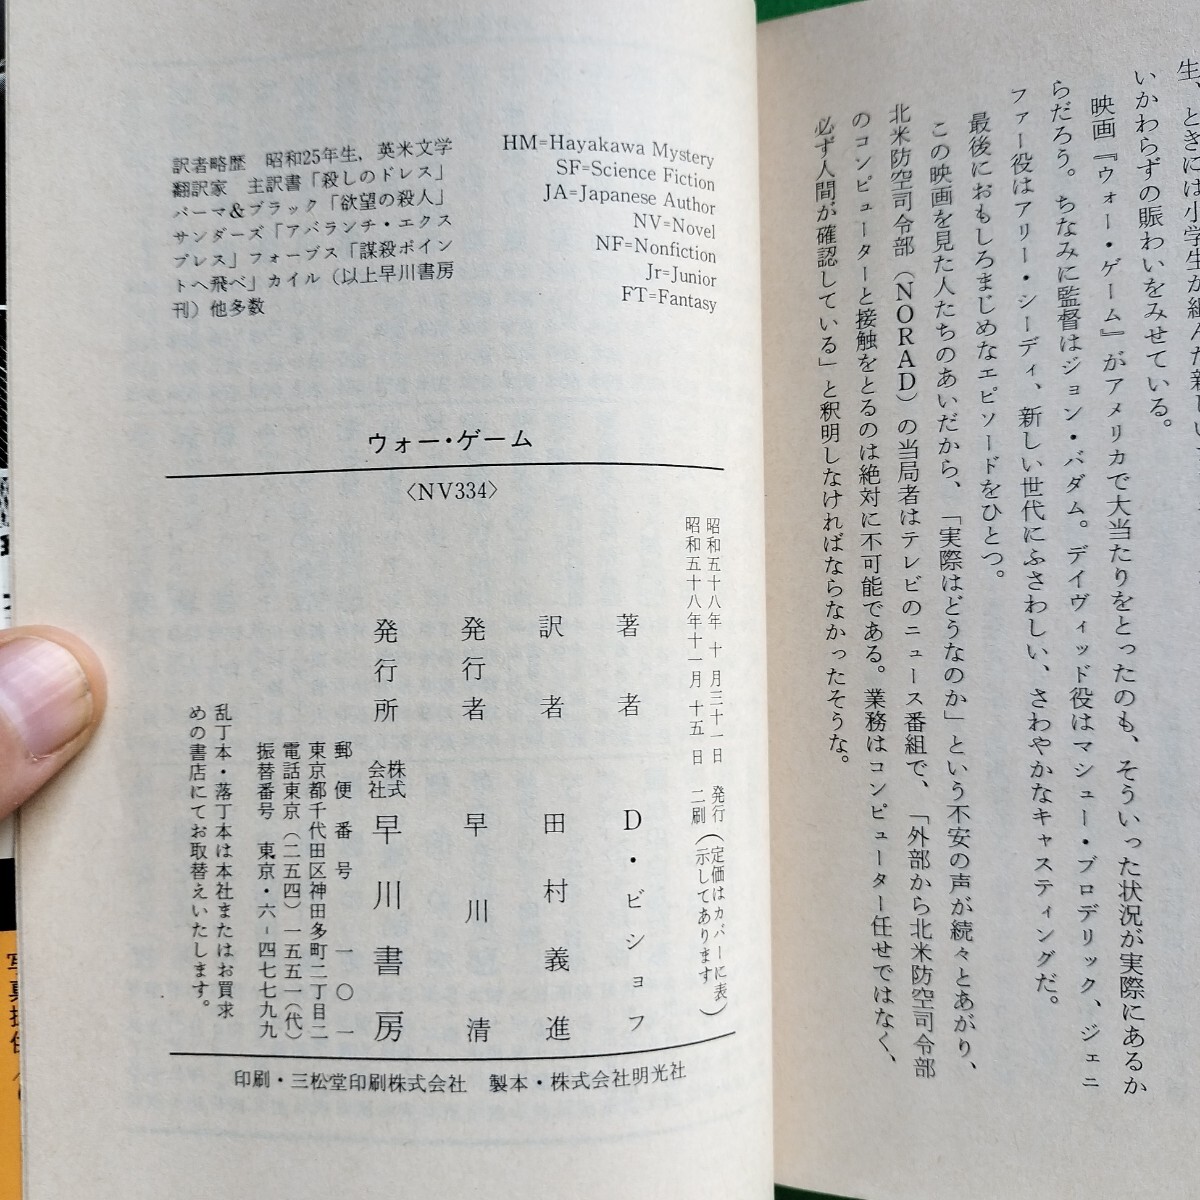 生、ときには小学生が組んだ新しい
いかわらずの賑わいをみせている。
映画『ウォー・ゲーム』がアメリカで大当たりをとったのも、そういった状況が実際にあるか
らだろう。ちなみに監督はジョン・バダム。デイヴィッド役はマシュー・ブロデリック、ジェニ
ファー役はアリー・シーディ、新しい世代にふさわしい、さわやかなキャスティングだ。
最後におもしろまじめなエピソードをひとつ。
この映画を見た人たちのあいだから、「実際はどうなのか」という不安の声が続々とあがり、
北米防空司令部（NORAD）の当局者はテレビのニュース番組で、「外部から北米防空司令部
のコンピューターと接触をとるのは絶対に不可能である。業務はコンピューター任せではなく、
必ず人間が確認している」と釈明しなければならなかったそうな。
HM=Hayakawa Mystery
SF=Science Fiction
JA=Japanese Author
NV=Novel
NF=Nonfiction
Jr=Junior
FT=Fantasy
訳者略歴　昭和25年生，英米文学
翻訳家　主訳書「殺しのドレス」
パーマ&ブラック「欲望の殺人」
サンダーズ「アバランチ・エクス
プレス」フォーブス「謀殺ポイン
トへ飛べ」カイル（以上早川書房
刊）他多数
ウォー・ゲーム
〈NV334〉
昭和五十八年 十 月三十一日　発行
昭和五十八年十一月 十五 日　二刷
（定価はカバーに表
示してあります）
著者　D・ビショフ
訳者　田村義進
発行者　早川清
発行所　株式会社　早川書房
郵便番号　一〇一
東京都千代田区神田多町二丁目二
電話東京（二五四）一五五一（代）
振替番号　東京・六-四七七九九
乱丁本・落丁本は本社またはお買求
めの書店にてお取替えいたします。
印刷・三松堂印刷株式会社　製本・株式会社明光社